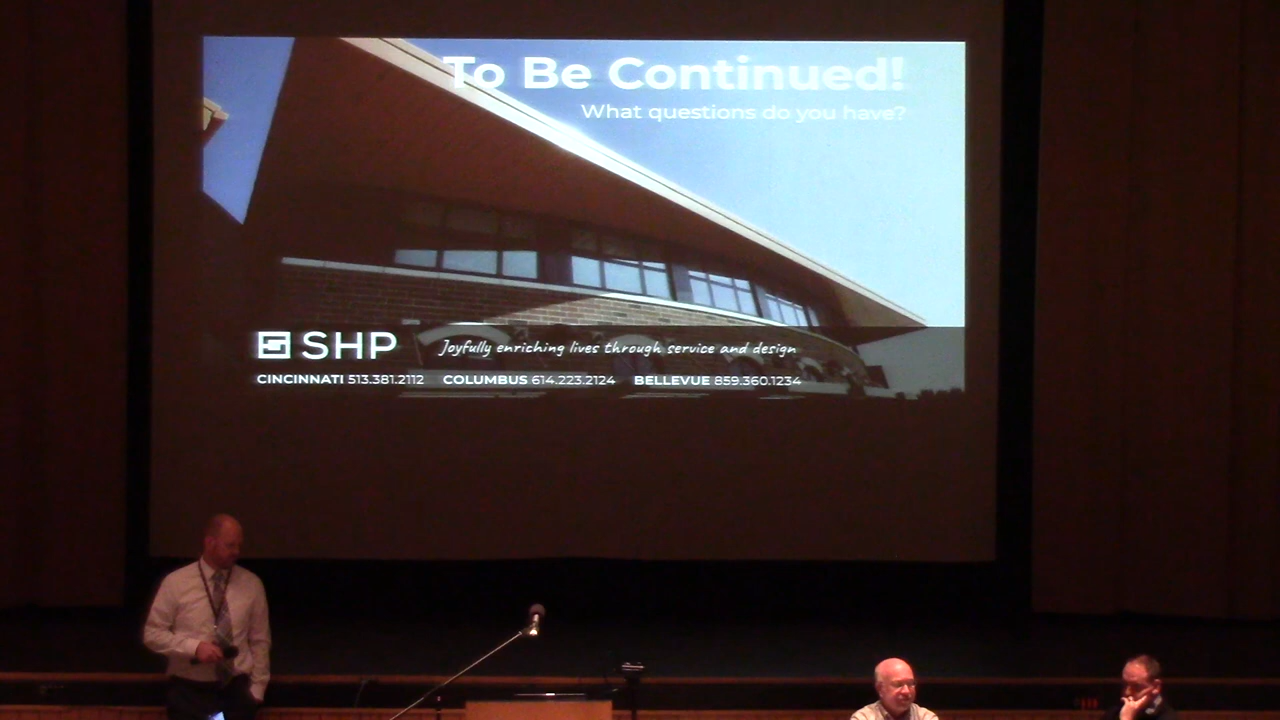 To Be Continued!
What questions do you have?
SHP Joyfully enriching lives through service and design
CINCINNATI 513.381.2112 COLUMBUS 614.223.2124 BELLEVUE 859.360.1234